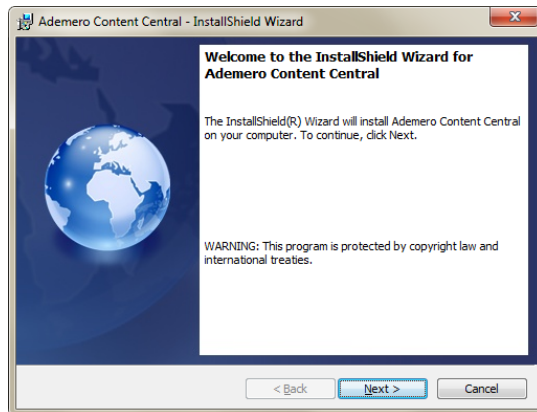 Ademero Content Central - InstallShield Wizard
Welcome to the InstallShield Wizard for
Ademero Content Central
The InstallShield(R) Wizard will install Ademero Content Central
on your computer. To continue, click Next.
WARNING: This program is protected by copyright law and
international treaties.
< Back Next > Cancel